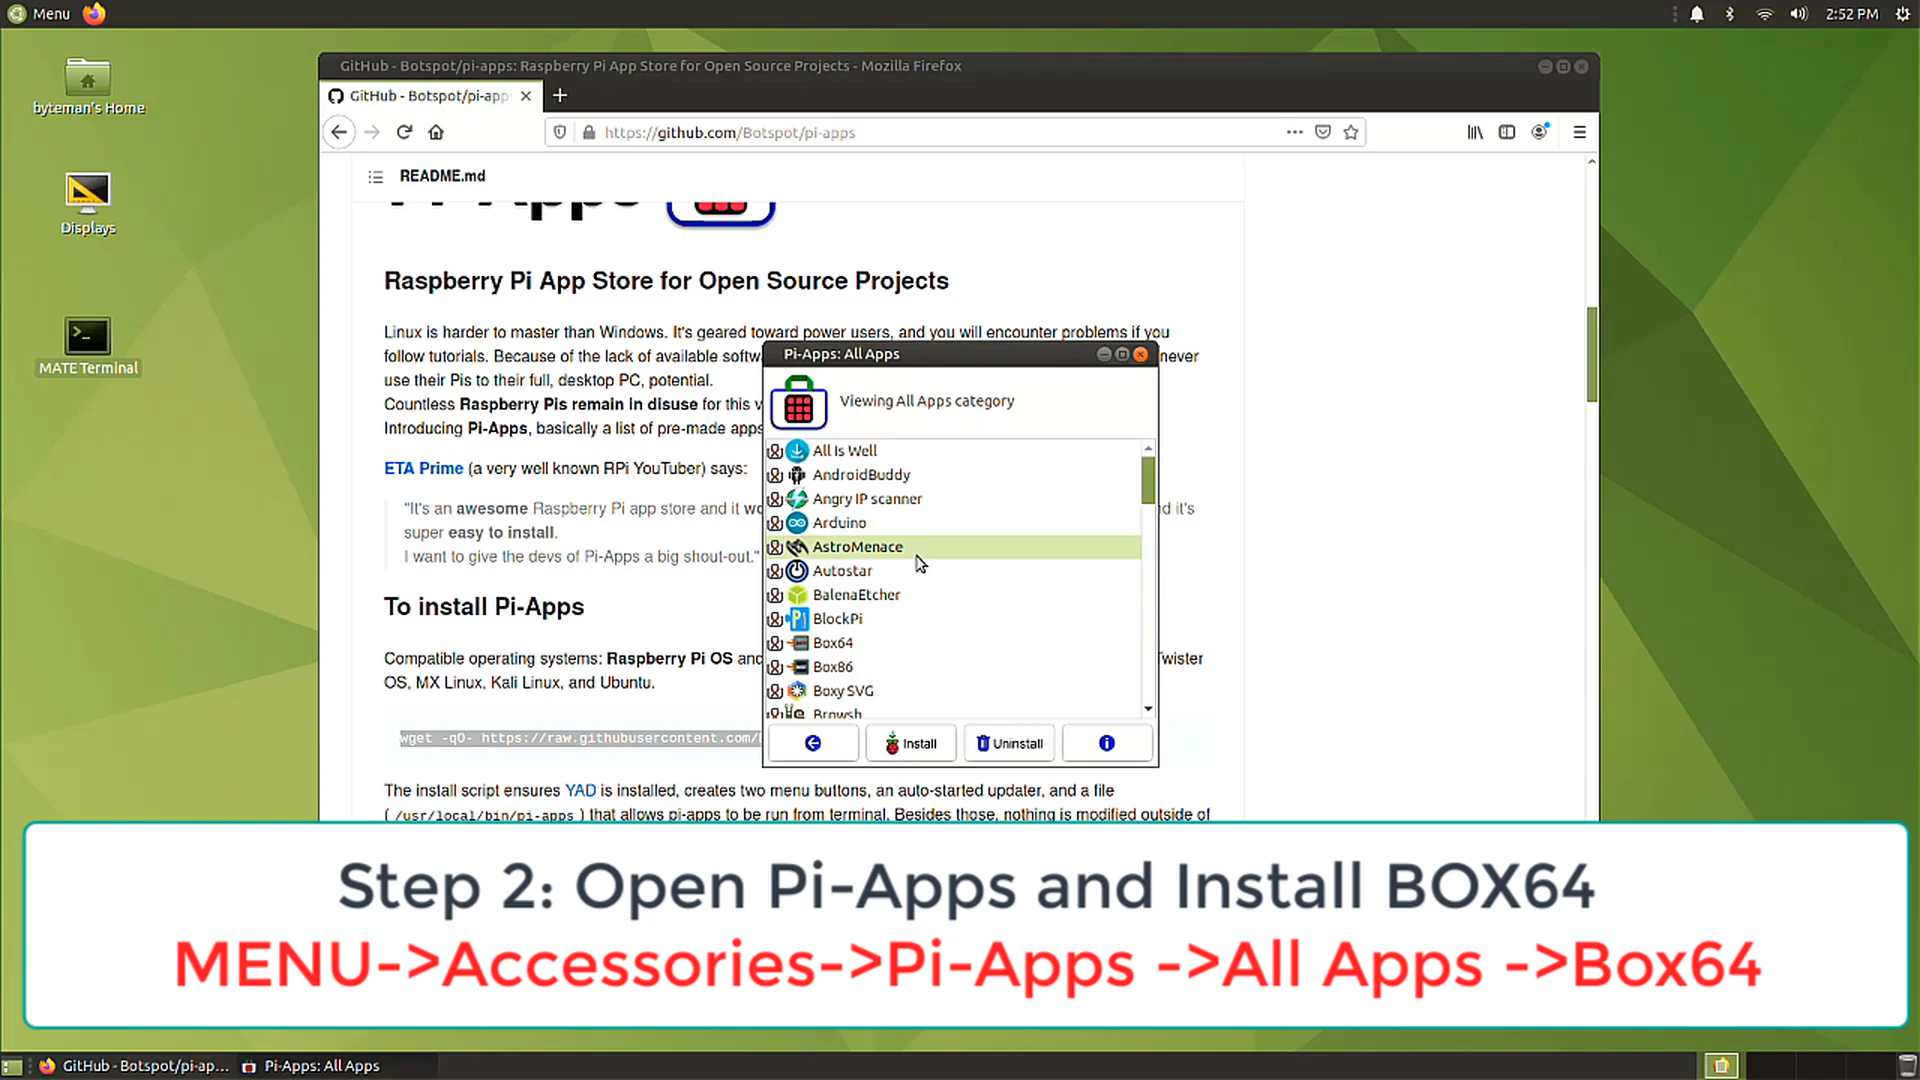 Menu
2:52 PM
byteman's Home
Displays
MATE Terminal
GitHub - Botspot/pi-apps: Raspberry Pi App Store for Open Source Projects - Mozilla Firefox
GitHub - Botspot/pi-app
https://github.com/Botspot/pi-apps
README.md
Pi-Apps
Raspberry Pi App Store for Open Source Projects
Linux is harder to master than Windows. It's geared toward power users, and you will encounter problems if you
follow tutorials. Because of the lack of available softw
never
use their Pis to their full, desktop PC, potential.
Countless Raspberry Pis remain in disuse for this
Introducing Pi-Apps, basically a list of pre-made apps
ETA Prime (a very well known RPi YouTuber) says:
"It's an awesome Raspberry Pi app store and it wo
nd it's
super easy to install.
I want to give the devs of Pi-Apps a big shout-out."
To install Pi-Apps
Compatible operating systems: Raspberry Pi OS and
Twister
OS, MX Linux, Kali Linux, and Ubuntu.
wget -qO- https://raw.githubusercontent.com/
The install script ensures YAD is installed, creates two menu buttons, an auto-started updater, and a file
( /usr/local/bin/pi-apps ) that allows pi-apps to be run from terminal. Besides those, nothing is modified outside of
Pi-Apps: All Apps
Viewing All Apps category
All Is Well
AndroidBuddy
Angry IP scanner
Arduino
AstroMenace
Autostar
BalenaEtcher
BlockPi
Box64
Box86
Boxy SVG
Browsh
Install
Uninstall
Step 2: Open Pi-Apps and Install BOX64
MENU->Accessories->Pi-Apps ->All Apps ->Box64
GitHub - Botspot/pi-ap...
Pi-Apps: All Apps